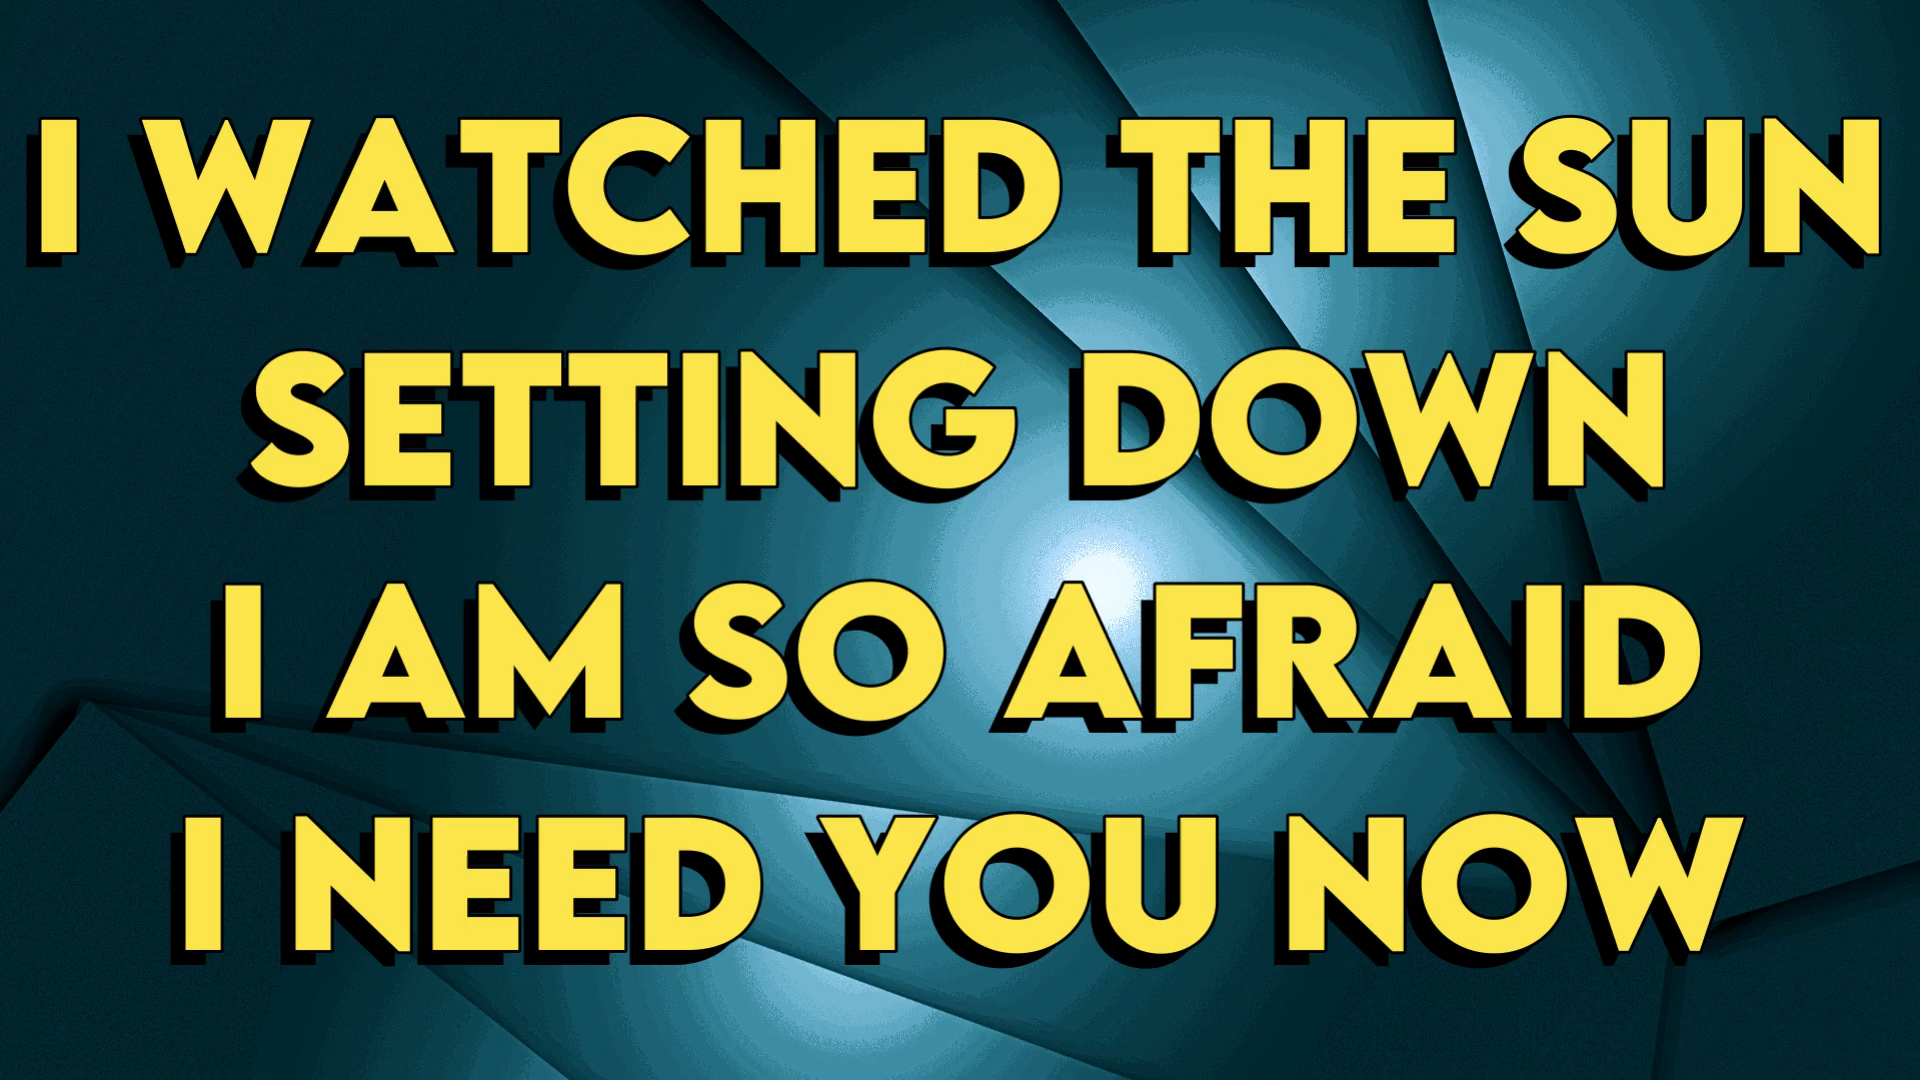 I WATCHED THE SUN
SETTING DOWN
I AM SO AFRAID
I NEED YOU NOW